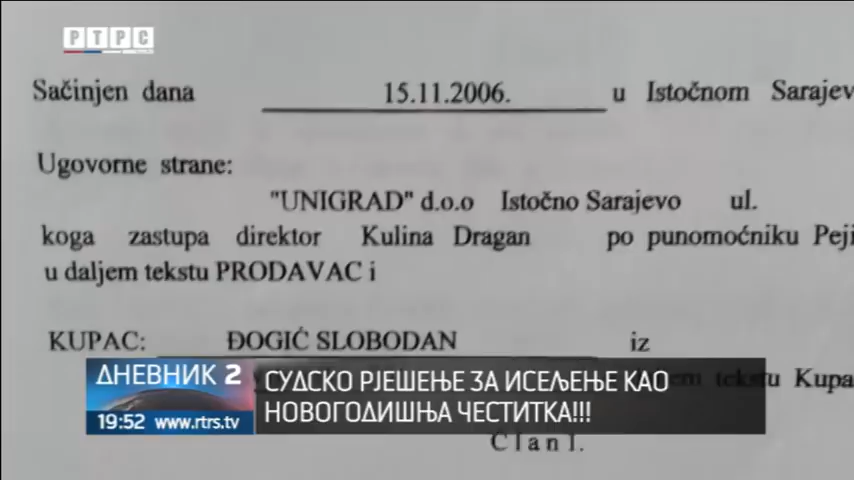 РТРС
Sačinjen dana 15.11.2006. u Istočnom Sarajev
Ugovorne strane:
"UNIGRAD" d.o.o Istočno Sarajevo ul.
koga zastupa direktor Kulina Dragan po punomoćniku Peji
u daljem tekstu PRODAVAC i
KUPAC: ĐOGIĆ SLOBODAN iz
tekstu Kupa
ДНЕВНИК 2
19:52 www.rtrs.tv
СУДСКО РЈЕШЕЊЕ ЗА ИСЕЉЕЊЕ КАО
НОВОГОДИШЊА ЧЕСТИТКА!!!
Član I.